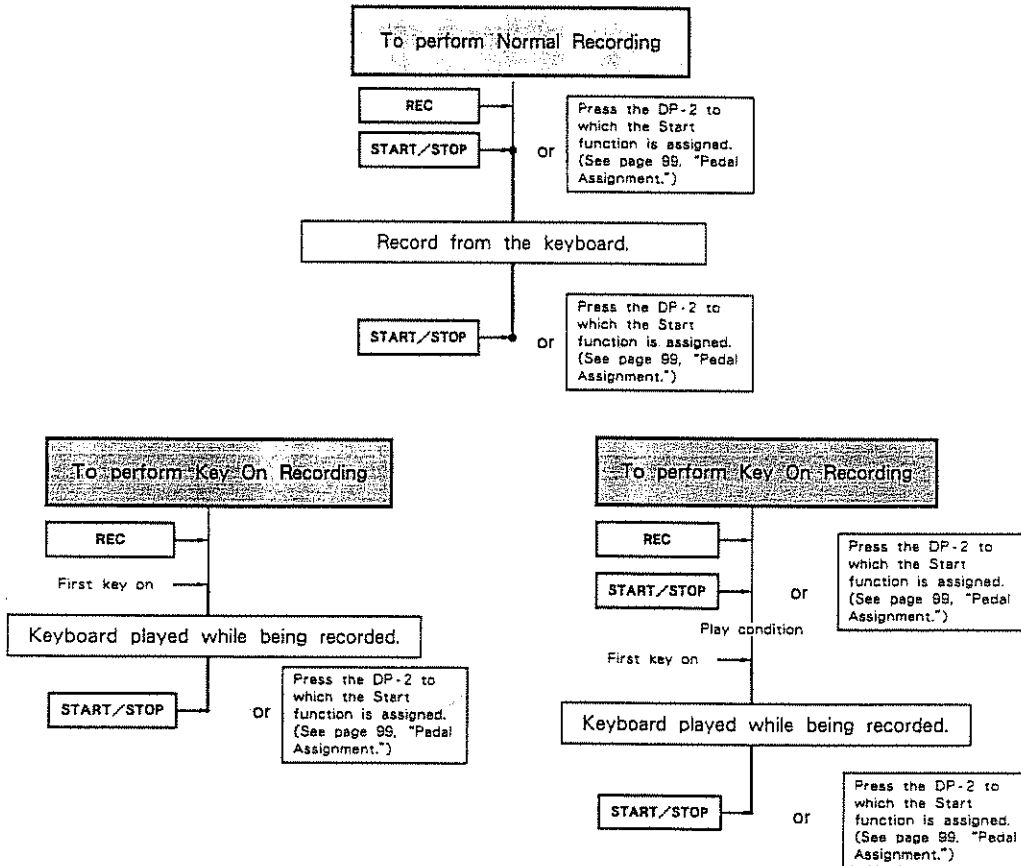 To perform Normal Recording
REC
START/STOP
or
Press the DP-2 to
which the Start
function is assigned.
(See page 99, "Pedal
Assignment.")
Record from the keyboard.
START/STOP
or
Press the DP-2 to
which the Start
function is assigned.
(See page 99, "Pedal
Assignment.")
To perform Key On Recording
REC
First key on
Keyboard played while being recorded.
START/STOP
or
Press the DP-2 to
which the Start
function is assigned.
(See page 99, "Pedal
Assignment.")
To perform Key On Recording
REC
START/STOP
or
Press the DP-2 to
which the Start
function is assigned.
(See page 99, "Pedal
Assignment.")
Play condition
First key on
Keyboard played while being recorded.
START/STOP
or
Press the DP-2 to
which the Start
function is assigned.
(See page 99, "Pedal
Assignment.")